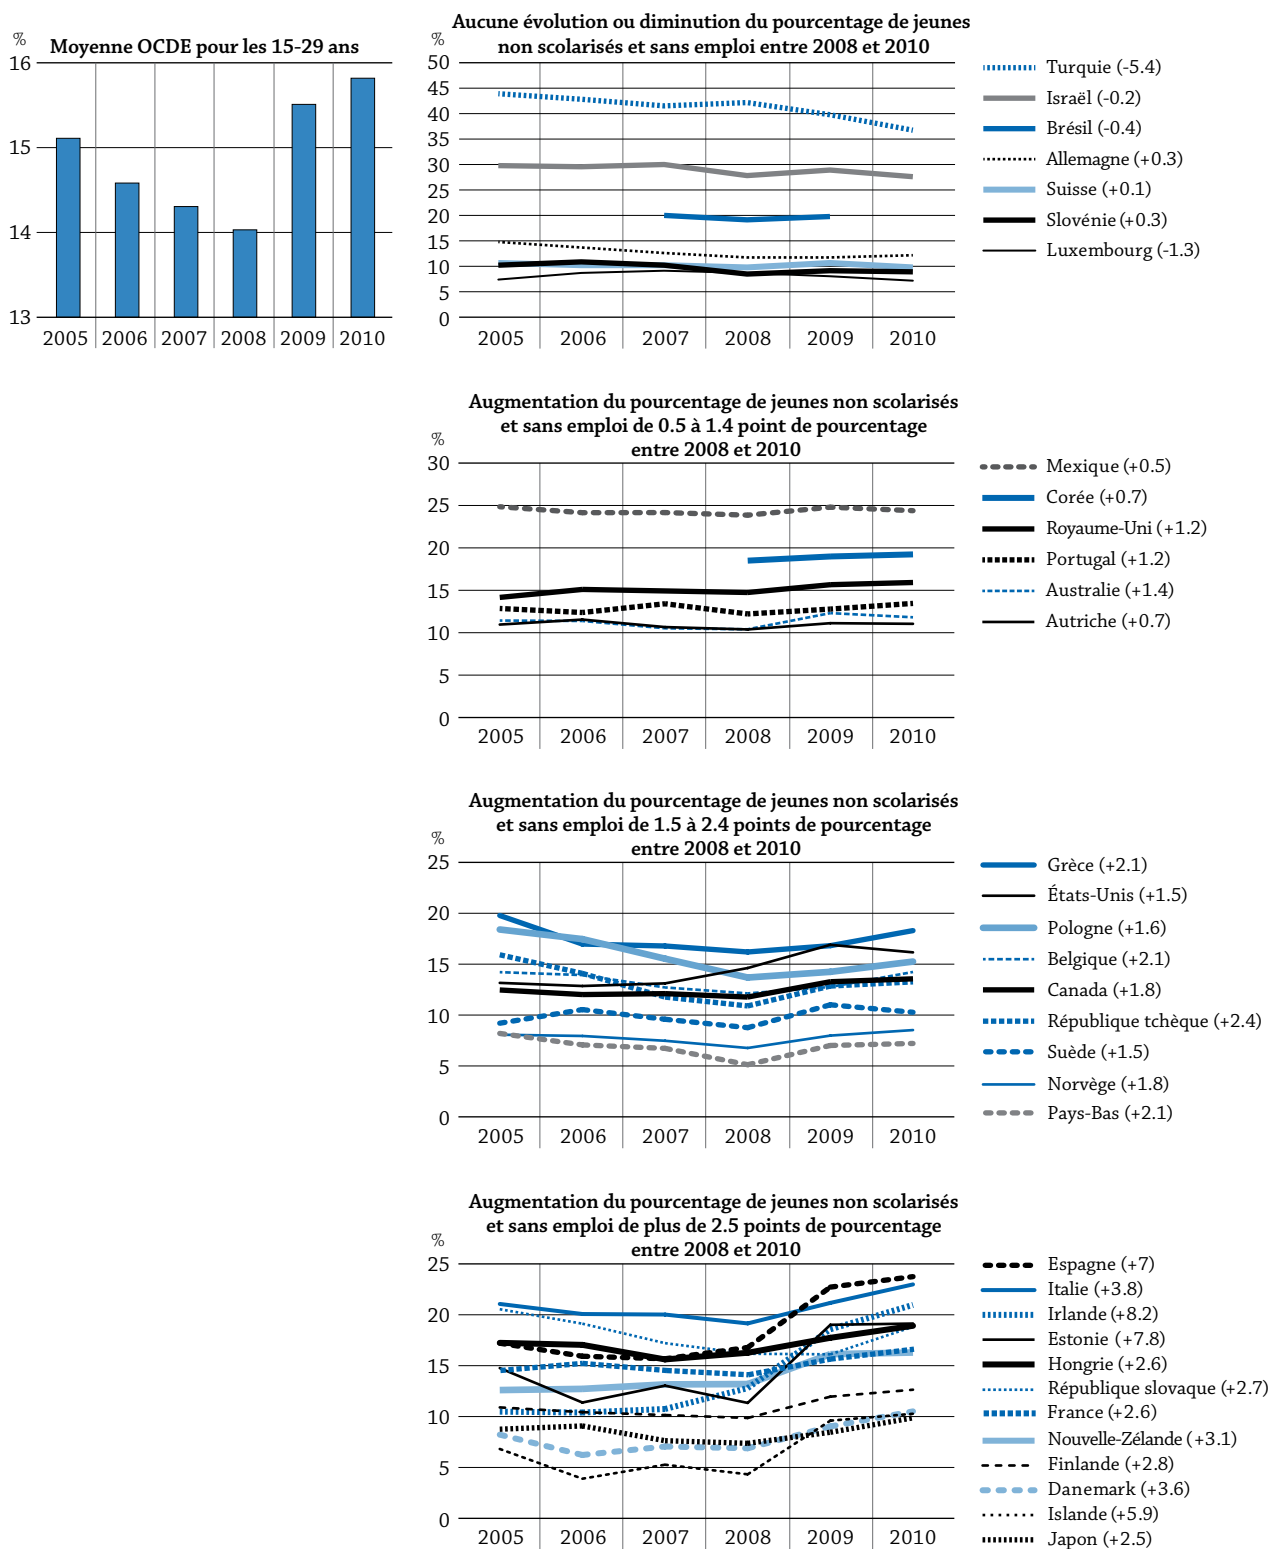 Moyenne OCDE pour les 15-29 ans
%
16
15
14
13
2005 2006 2007 2008 2009 2010
Aucune évolution ou diminution du pourcentage de jeunes
non scolarisés et sans emploi entre 2008 et 2010
%
50
45
40
35
30
25
20
15
10
5
0
2005 2006 2007 2008 2009 2010
Turquie (-5.4)
Israël (-0.2)
Brésil (-0.4)
Allemagne (+0.3)
Suisse (+0.1)
Slovénie (+0.3)
Luxembourg (-1.3)
Augmentation du pourcentage de jeunes non scolarisés
et sans emploi de 0.5 à 1.4 point de pourcentage
entre 2008 et 2010
%
30
25
20
15
10
5
0
2005 2006 2007 2008 2009 2010
Mexique (+0.5)
Corée (+0.7)
Royaume-Uni (+1.2)
Portugal (+1.2)
Australie (+1.4)
Autriche (+0.7)
Augmentation du pourcentage de jeunes non scolarisés
et sans emploi de 1.5 à 2.4 points de pourcentage
entre 2008 et 2010
%
25
20
15
10
5
0
2005 2006 2007 2008 2009 2010
Grèce (+2.1)
États-Unis (+1.5)
Pologne (+1.6)
Belgique (+2.1)
Canada (+1.8)
République tchèque (+2.4)
Suède (+1.5)
Norvège (+1.8)
Pays-Bas (+2.1)
Augmentation du pourcentage de jeunes non scolarisés
et sans emploi de plus de 2.5 points de pourcentage
entre 2008 et 2010
%
25
20
15
10
5
0
2005 2006 2007 2008 2009 2010
Espagne (+7)
Italie (+3.8)
Irlande (+8.2)
Estonie (+7.8)
Hongrie (+2.6)
République slovaque (+2.7)
France (+2.6)
Nouvelle-Zélande (+3.1)
Finlande (+2.8)
Danemark (+3.6)
Islande (+5.9)
Japon (+2.5)